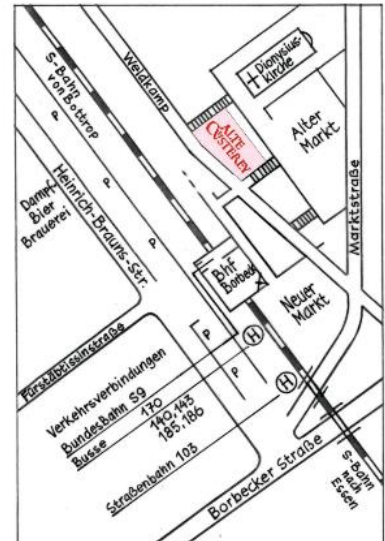 Weidkamp
S-Bahn
von Bottrop
Dionysius-
kirche
Alter
Markt
ALTE
CÜSTEREY
Marktstraße
P
P
P
P
P
P
Dampf
Bier
Brauerei
Heinrich-Brauns-Str.
Bhf
Borbeck
Neuer
Markt
Fürstäbtissinstraße
Verkehrsverbindungen
Bundesbahn S9
Busse 170
140,143
185,186
Straßenbahn 103
H
H
Borbecker Straße
S-Bahn
nach
Essen